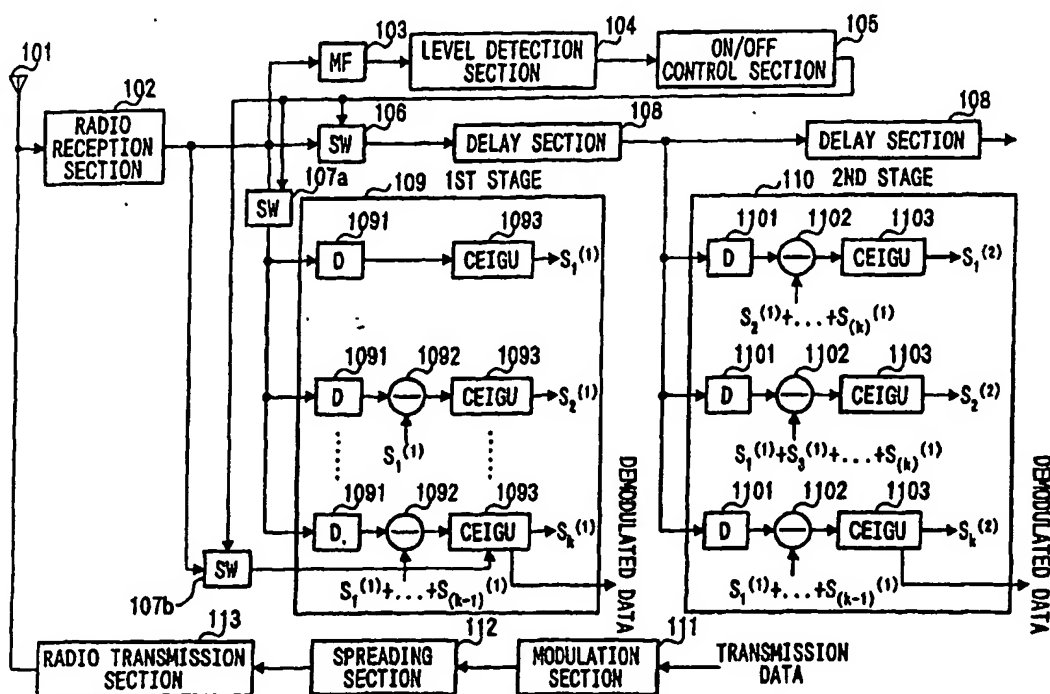 101
102
RADIO
RECEPTION
SECTION
103
MF
104
LEVEL DETECTION
SECTION
105
ON/OFF
CONTROL SECTION
106
SW
108
DELAY SECTION
108
DELAY SECTION
107a
SW
109
1ST STAGE
110
2ND STAGE
1091
D
1093
CEIGU
S₁⁽¹⁾
1101
D
1102
1103
CEIGU
S₁⁽²⁾
S₂⁽¹⁾+...+S₍ₖ₎⁽¹⁾
1091
D
1092
1093
CEIGU
S₂⁽¹⁾
S₁⁽¹⁾
1101
D
1102
1103
CEIGU
S₂⁽²⁾
S₁⁽¹⁾+S₃⁽¹⁾+...+S₍ₖ₎⁽¹⁾
1091
D.
1092
1093
CEIGU
Sₖ⁽¹⁾
S₁⁽¹⁾+...+S₍ₖ₋₁₎⁽¹⁾
1101
D
1102
1103
CEIGU
Sₖ⁽²⁾
S₁⁽¹⁾+...+S₍ₖ₋₁₎⁽¹⁾
DEMODULATED DATA
DEMODULATED DATA
SW
107b
113
RADIO TRANSMISSION
SECTION
112
SPREADING
SECTION
111
MODULATION
SECTION
TRANSMISSION
DATA